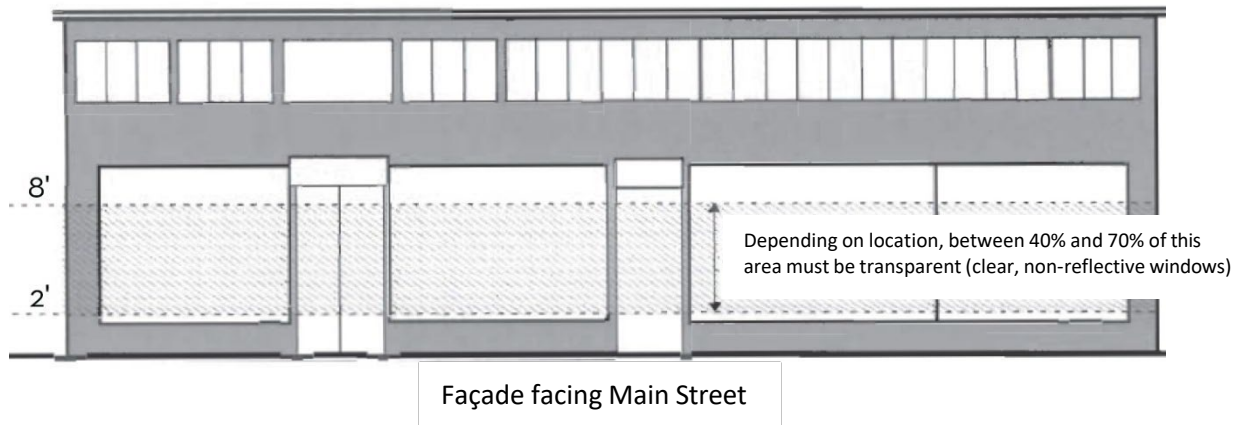 8'
Depending on location, between 40% and 70% of this
area must be transparent (clear, non-reflective windows)
2'
Façade facing Main Street